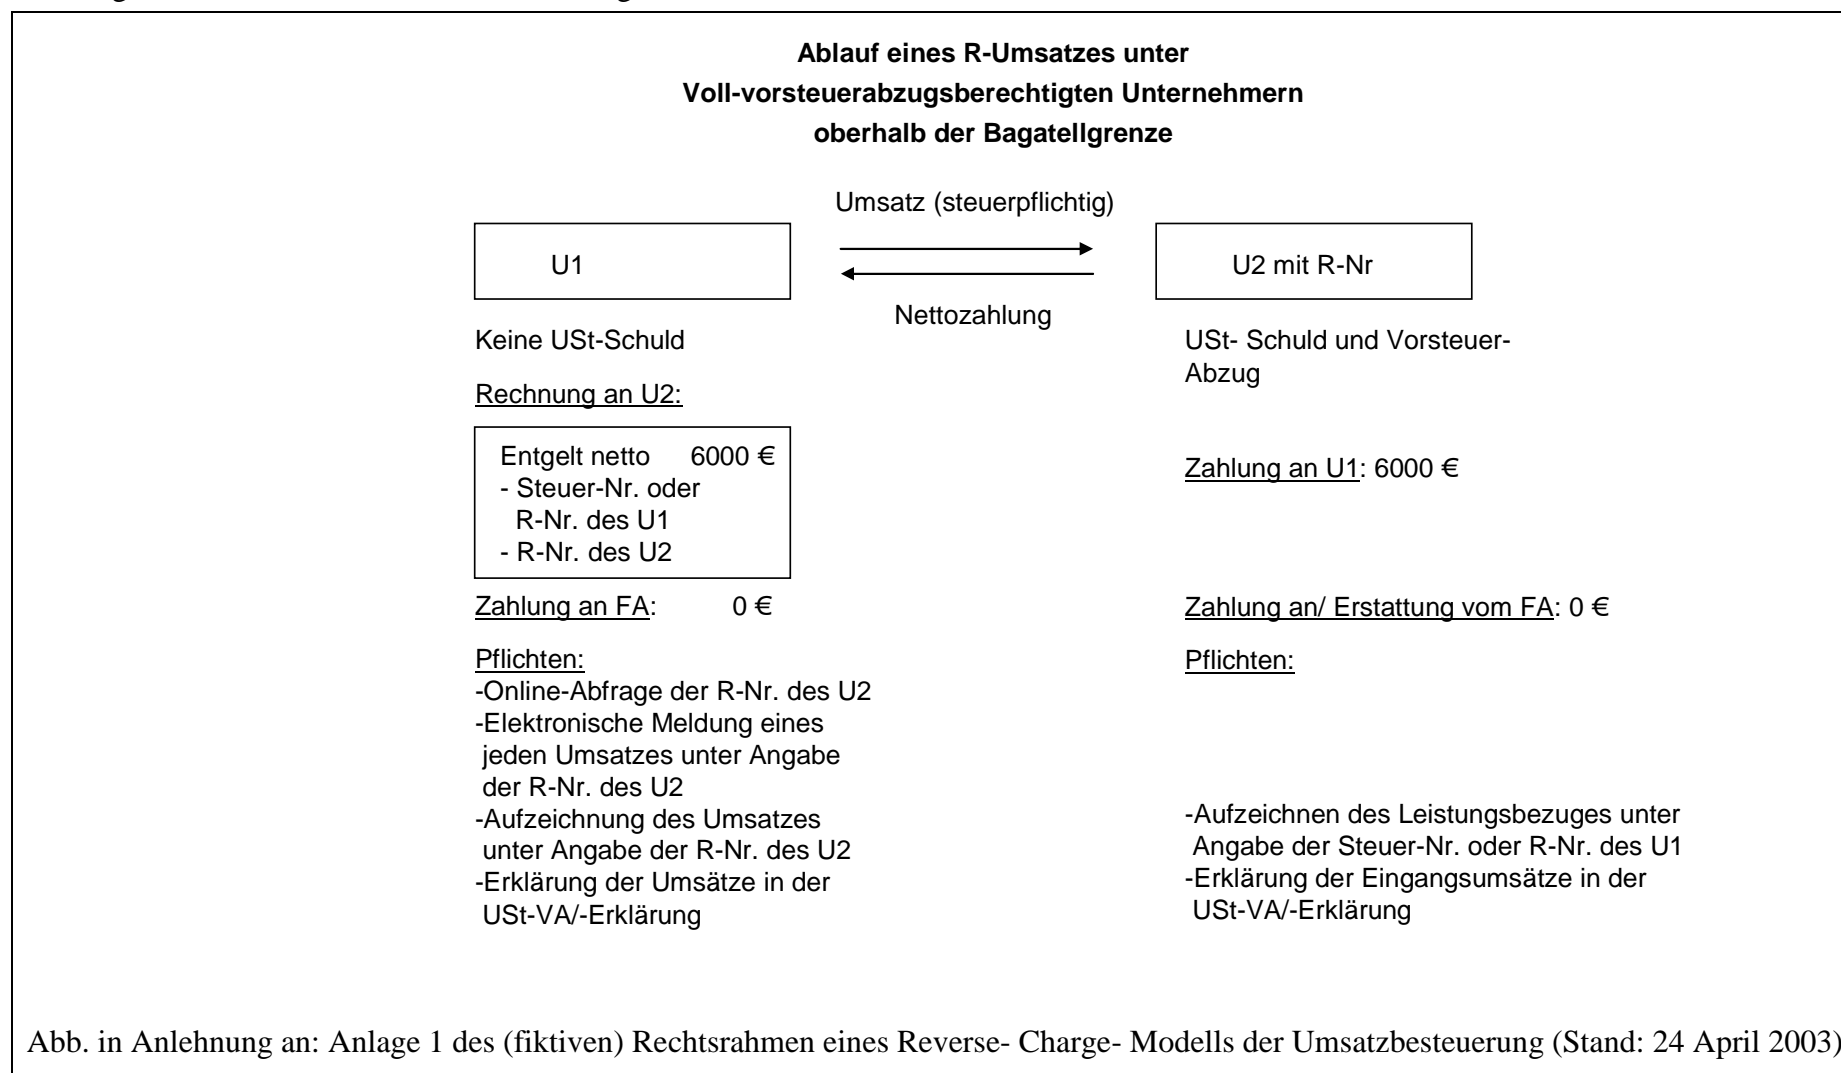 Ablauf eines R-Umsatzes unter
Voll-vorsteuerabzugsberechtigten Unternehmern
oberhalb der Bagatellgrenze
Umsatz (steuerpflichtig)
U1
U2 mit R-Nr
Nettozahlung
Keine USt-Schuld
Rechnung an U2:
Entgelt netto 6000 €
- Steuer-Nr. oder
R-Nr. des U1
- R-Nr. des U2
Zahlung an FA: 0 €
Pflichten:
-Online-Abfrage der R-Nr. des U2
-Elektronische Meldung eines
jeden Umsatzes unter Angabe
der R-Nr. des U2
-Aufzeichnung des Umsatzes
unter Angabe der R-Nr. des U2
-Erklärung der Umsätze in der
USt-VA/-Erklärung
USt- Schuld und Vorsteuer-
Abzug
Zahlung an U1: 6000 €
Zahlung an/ Erstattung vom FA: 0 €
Pflichten:
-Aufzeichnen des Leistungsbezuges unter
Angabe der Steuer-Nr. oder R-Nr. des U1
-Erklärung der Eingangsumsätze in der
USt-VA/-Erklärung
Abb. in Anlehnung an: Anlage 1 des (fiktiven) Rechtsrahmen eines Reverse- Charge- Modells der Umsatzbesteuerung (Stand: 24 April 2003)